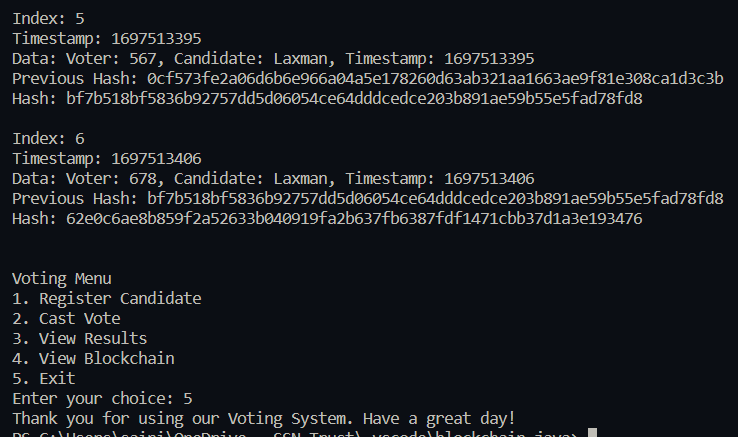 Index: 5
Timestamp: 1697513395
Data: Voter: 567, Candidate: Laxman, Timestamp: 1697513395
Previous Hash: 0cf573fe2a06d6b6e966a04a5e178260d63ab321aa1663ae9f81e308ca1d3c3b
Hash: bf7b518bf5836b92757dd5d06054ce64dddcedce203b891ae59b55e5fad78fd8
Index: 6
Timestamp: 1697513406
Data: Voter: 678, Candidate: Laxman, Timestamp: 1697513406
Previous Hash: bf7b518bf5836b92757dd5d06054ce64dddcedce203b891ae59b55e5fad78fd8
Hash: 62e0c6ae8b859f2a52633b040919fa2b637fb6387fdf1471cbb37d1a3e193476
Voting Menu
1. Register Candidate
2. Cast Vote
3. View Results
4. View Blockchain
5. Exit
Enter your choice: 5
Thank you for using our Voting System. Have a great day!